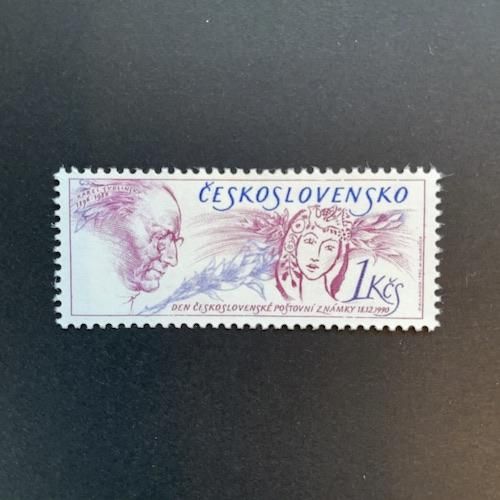 KAREL SVOLINSKÝ
1896-1986
ČESKOSLOVENSKO
1Kčs
DEN ČESKOSLOVENSKÉ POŠTOVNÍ ZNÁMKY 18.12.1990